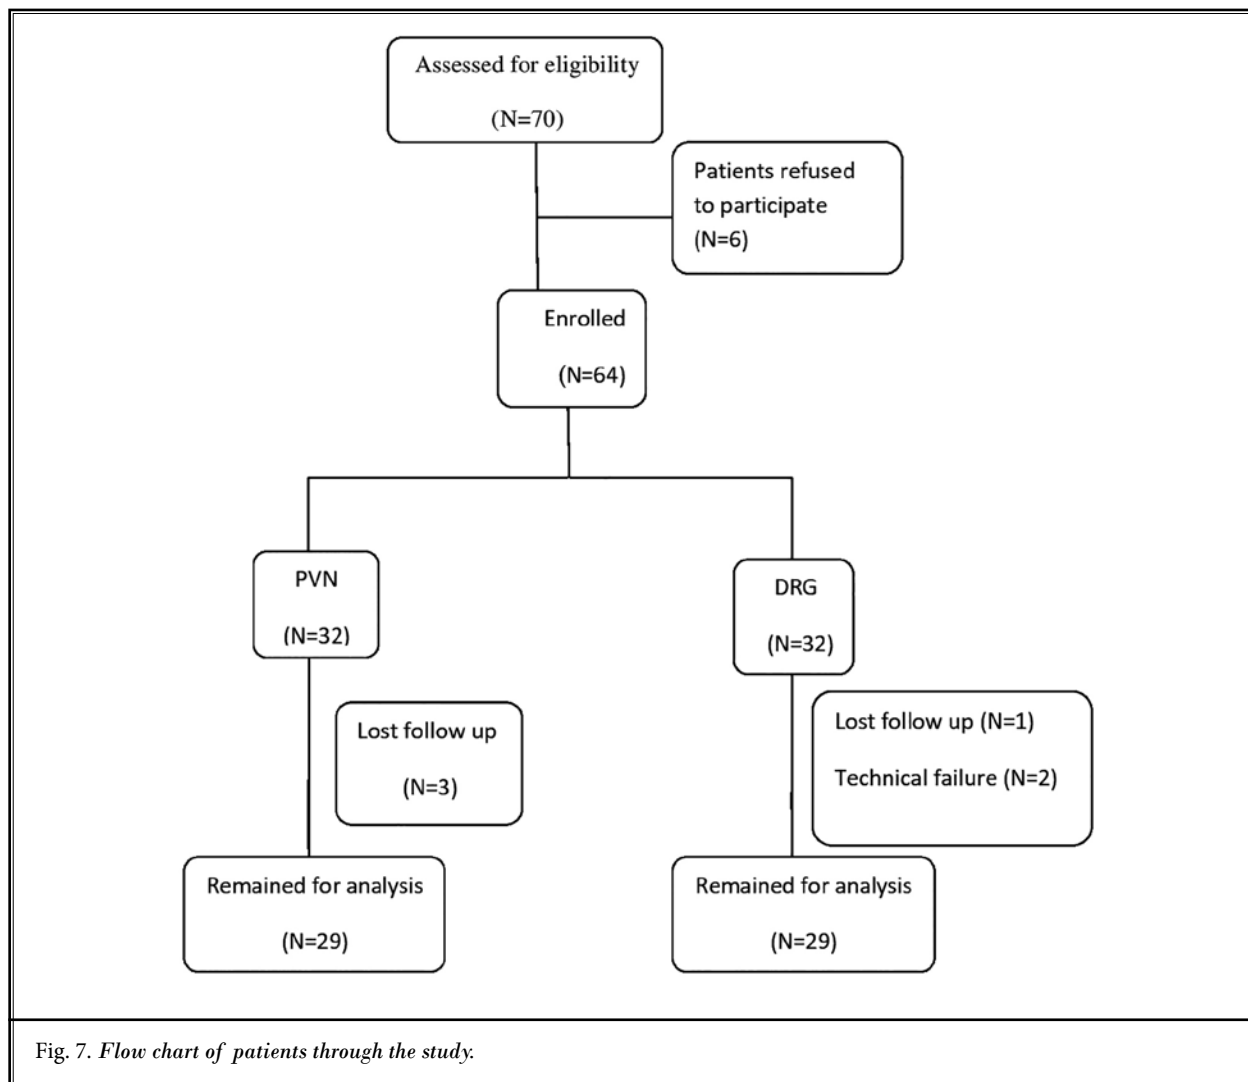 Assessed for eligibility
(N=70)
Patients refused
to participate
(N=6)
Enrolled
(N=64)
PVN
(N=32)
DRG
(N=32)
Lost follow up
(N=3)
Lost follow up (N=1)
Technical failure (N=2)
Remained for analysis
(N=29)
Remained for analysis
(N=29)
Fig. 7. Flow chart of patients through the study.